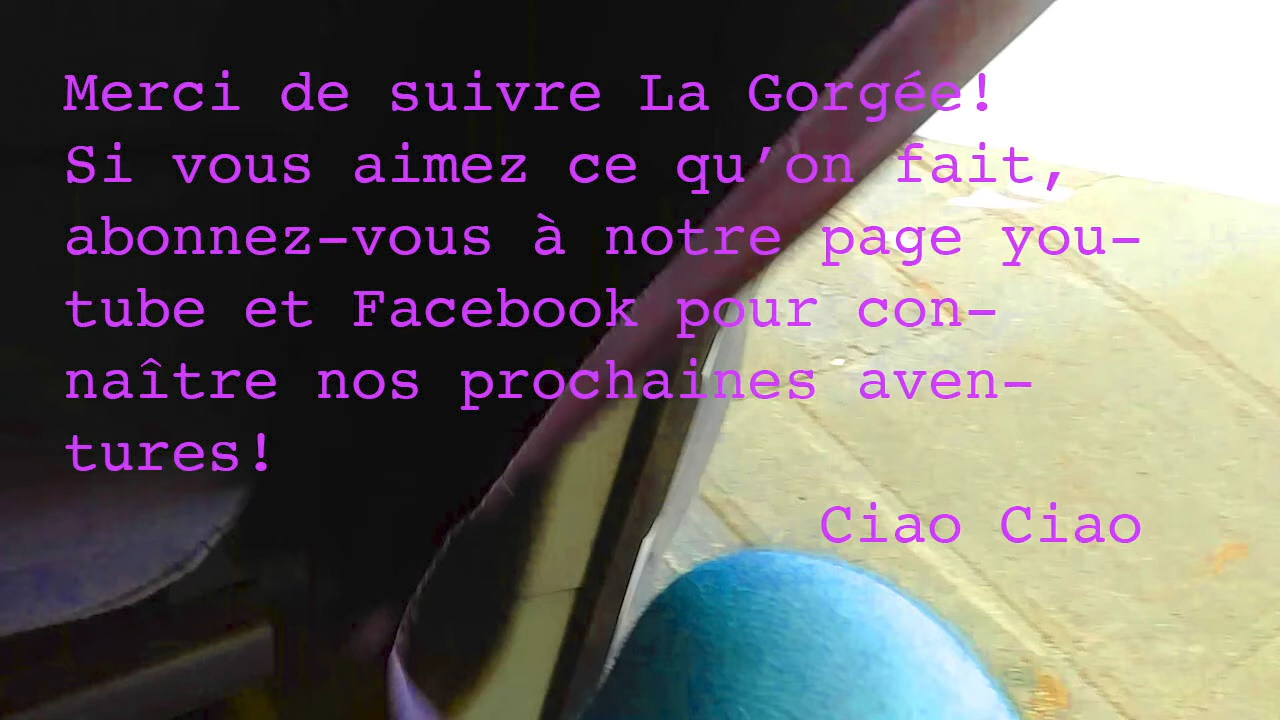 Merci de suivre La Gorgée!
Si vous aimez ce qu’on fait,
abonnez-vous à notre page you-
tube et Facebook pour con-
naître nos prochaines aven-
tures!
Ciao Ciao